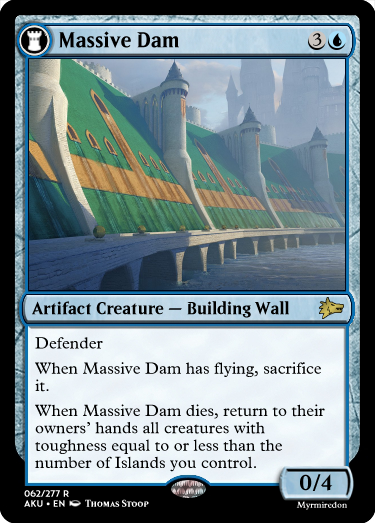 Massive Dam 3
Artifact Creature — Building Wall
Defender
When Massive Dam has flying, sacrifice
it.
When Massive Dam dies, return to their
owners' hands all creatures with
toughness equal to or less than the
number of Islands you control.
0/4
062/277 R
AKU • EN Thomas Stoop
Myrmiredon